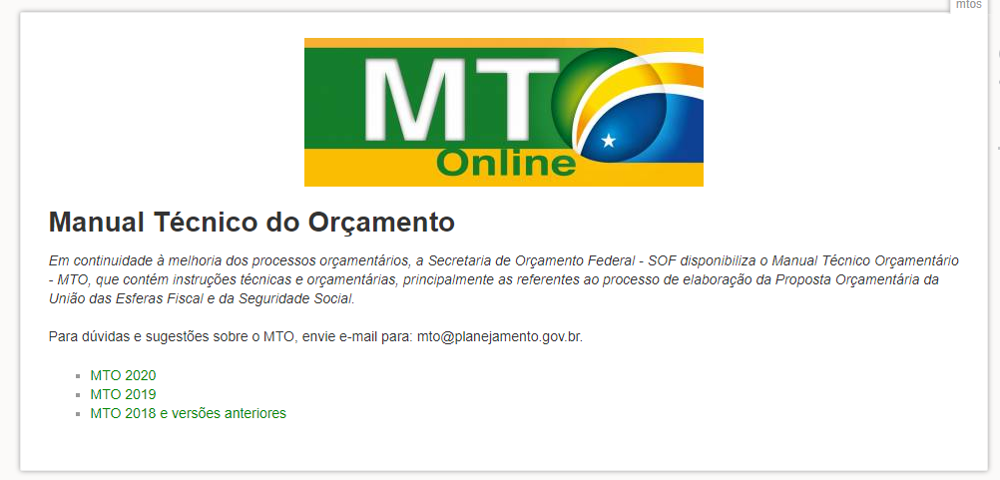 mtos
MTO
Online
Manual Técnico do Orçamento
Em continuidade à melhoria dos processos orçamentários, a Secretaria de Orçamento Federal - SOF disponibiliza o Manual Técnico Orçamentário
- MTO, que contém instruções técnicas e orçamentárias, principalmente as referentes ao processo de elaboração da Proposta Orçamentária da
União das Esferas Fiscal e da Seguridade Social.
Para dúvidas e sugestões sobre o MTO, envie e-mail para: mto@planejamento.gov.br.
MTO 2020
MTO 2019
MTO 2018 e versões anteriores